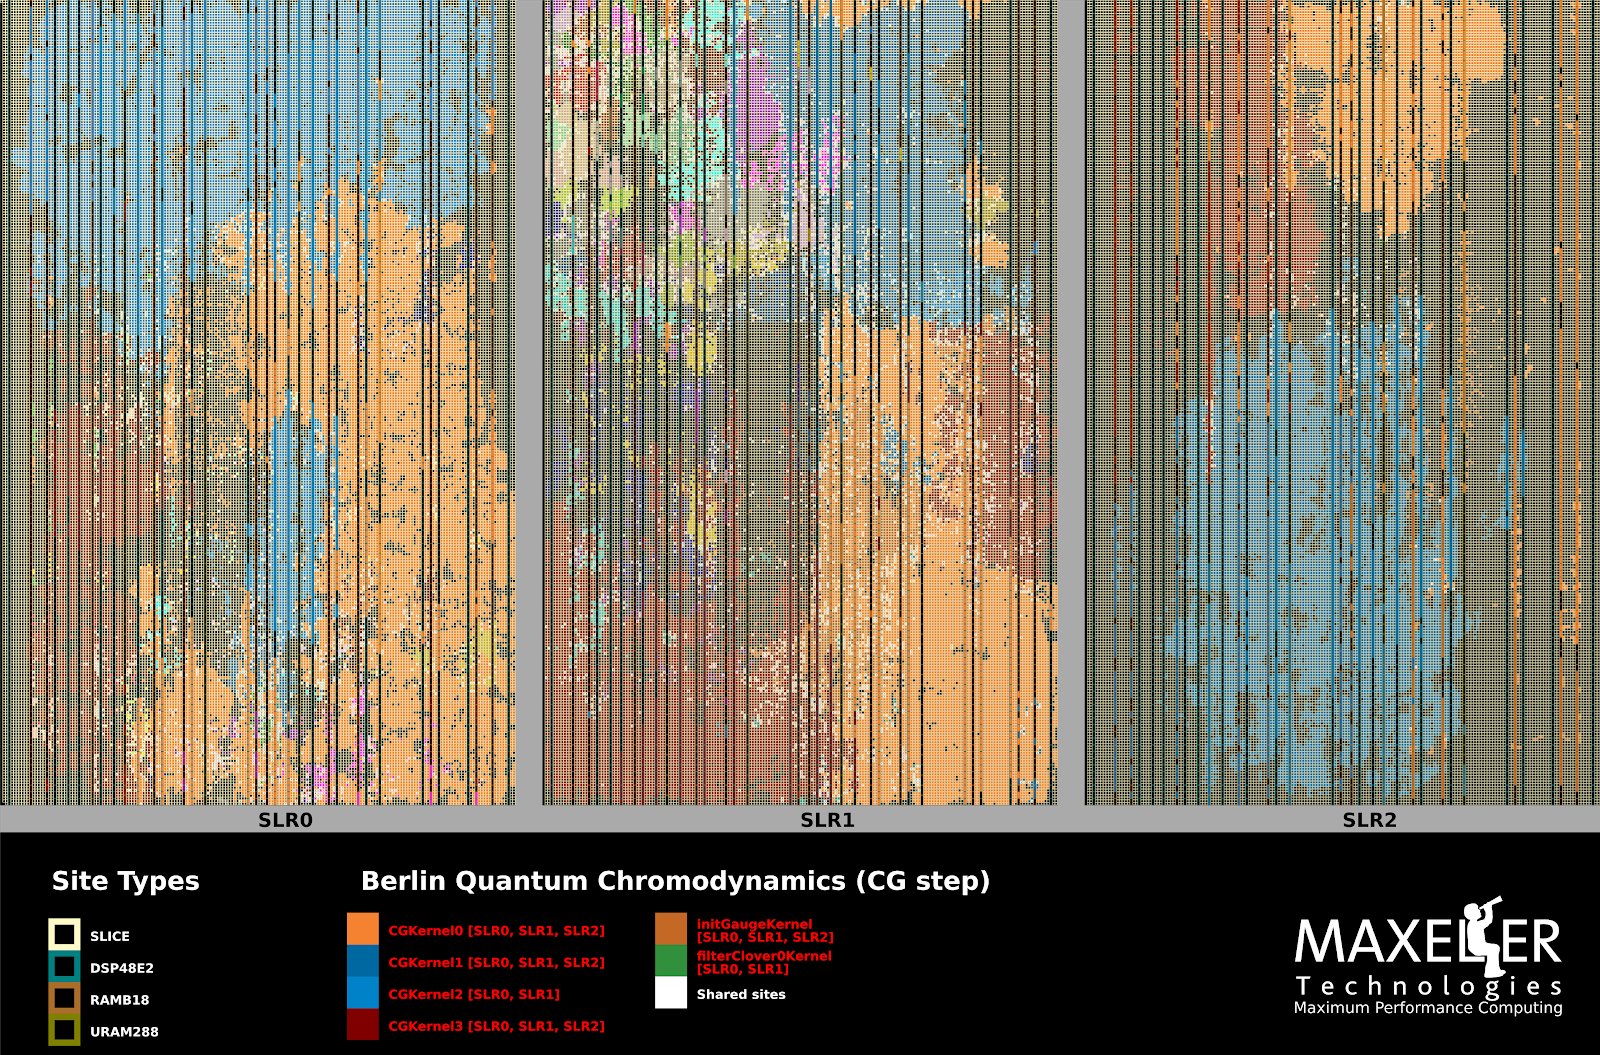 SLR0
SLR1
SLR2
Site Types
SLICE
DSP48E2
RAMB18
URAM288
Berlin Quantum Chromodynamics (CG step)
CGKernel0 [SLR0, SLR1, SLR2]
CGKernel1 [SLR0, SLR1, SLR2]
CGKernel2 [SLR0, SLR1]
CGKernel3 [SLR0, SLR1, SLR2]
initGaugeKernel
[SLR0, SLR1, SLR2]
filterClover0Kernel
[SLR0, SLR1]
Shared sites
MAXELER
Technologies
Maximum Performance Computing